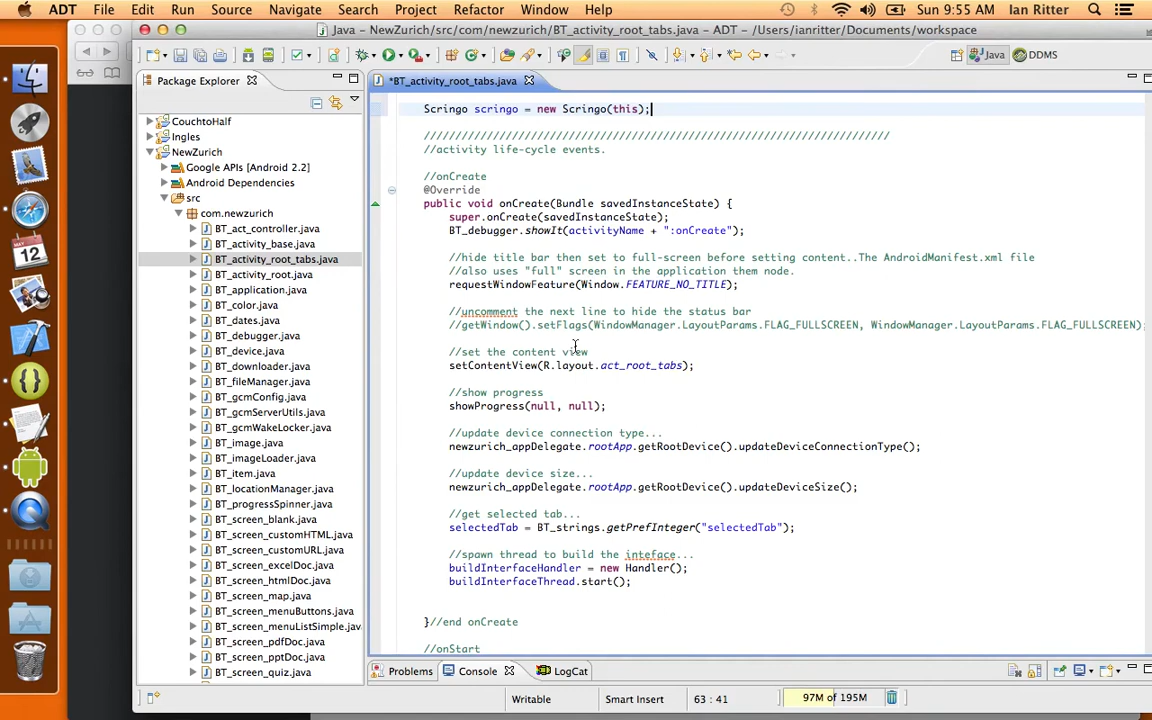 ADT File Edit Run Source Navigate Search Project Refactor Window Help Sun 9:55 AM Ian Ritter
Java - NewZurich/src/com/newzurich/BT_activity_root_tabs.java - ADT - /Users/ianritter/Documents/workspace
Java DDMS
Package Explorer
*BT_activity_root_tabs.java
CouchtoHalf
Ingles
NewZurich
Google APIs [Android 2.2]
Android Dependencies
src
com.newzurich
BT_act_controller.java
BT_activity_base.java
BT_activity_root_tabs.java
BT_activity_root.java
BT_application.java
BT_color.java
BT_dates.java
BT_debugger.java
BT_device.java
BT_downloader.java
BT_fileManager.java
BT_gcmConfig.java
BT_gcmServerUtils.java
BT_gcmWakeLocker.java
BT_image.java
BT_imageLoader.java
BT_item.java
BT_locationManager.java
BT_progressSpinner.java
BT_screen_blank.java
BT_screen_customHTML.java
BT_screen_customURL.java
BT_screen_excelDoc.java
BT_screen_htmlDoc.java
BT_screen_map.java
BT_screen_menuButtons.java
BT_screen_menuListSimple.java
BT_screen_pdfDoc.java
BT_screen_pptDoc.java
BT_screen_quiz.java
Scringo scringo = new Scringo(this);
//////////////////////////////////////////////////////////////////////////
//activity life-cycle events.
//onCreate
@Override
public void onCreate(Bundle savedInstanceState) {
super.onCreate(savedInstanceState);
BT_debugger.showIt(activityName + ":onCreate");
//hide title bar then set to full-screen before setting content..The AndroidManifest.xml file
//also uses "full" screen in the application them node.
requestWindowFeature(Window.FEATURE_NO_TITLE);
//uncomment the next line to hide the status bar
//getWindow().setFlags(WindowManager.LayoutParams.FLAG_FULLSCREEN, WindowManager.LayoutParams.FLAG_FULLSCREEN);
//set the content view
setContentView(R.layout.act_root_tabs);
//show progress
showProgress(null, null);
//update device connection type...
newzurich_appDelegate.rootApp.getRootDevice().updateDeviceConnectionType();
//update device size...
newzurich_appDelegate.rootApp.getRootDevice().updateDeviceSize();
//get selected tab...
selectedTab = BT_strings.getPrefInteger("selectedTab");
//spawn thread to build the inteface...
buildInterfaceHandler = new Handler();
buildInterfaceThread.start();
}//end onCreate
//onStart
Problems Console LogCat
Writable Smart Insert 63 : 41 97M of 195M
12